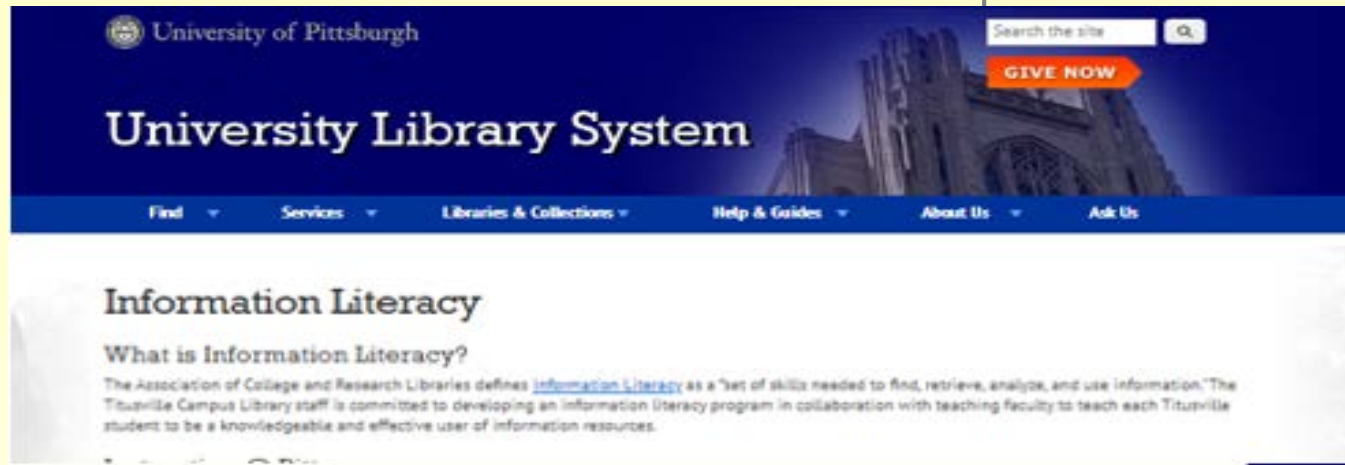 University of Pittsburgh
Search the site
GIVE NOW
University Library System
Find Services Libraries & Collections Help & Guides About Us Ask Us
Information Literacy
What is Information Literacy?
The Association of College and Research Libraries defines Information Literacy as a "set of skills needed to find, retrieve, analyze, and use information." The
Titusville Campus Library staff is committed to developing an information literacy program in collaboration with teaching faculty to teach each Titusville
student to be a knowledgeable and effective user of information resources.